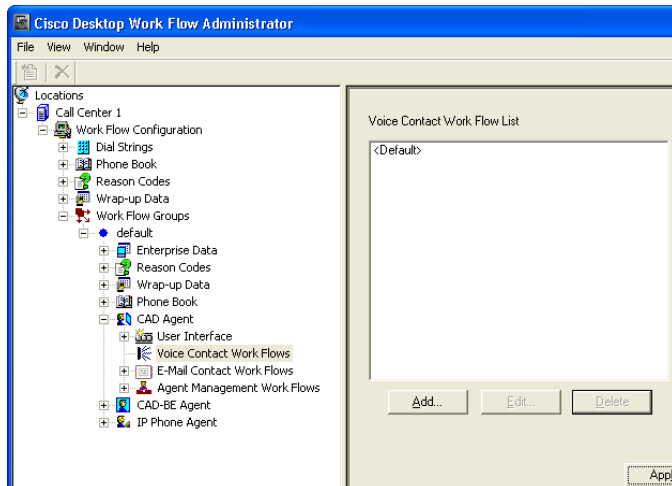 Cisco Desktop Work Flow Administrator
File View Window Help
Locations
Call Center 1
Work Flow Configuration
Dial Strings
Phone Book
Reason Codes
Wrap-up Data
Work Flow Groups
default
Enterprise Data
Reason Codes
Wrap-up Data
Phone Book
CAD Agent
User Interface
Voice Contact Work Flows
E-Mail Contact Work Flows
Agent Management Work Flows
CAD-BE Agent
IP Phone Agent
Voice Contact Work Flow List
<Default>
Add... Edit... Delete
Appl